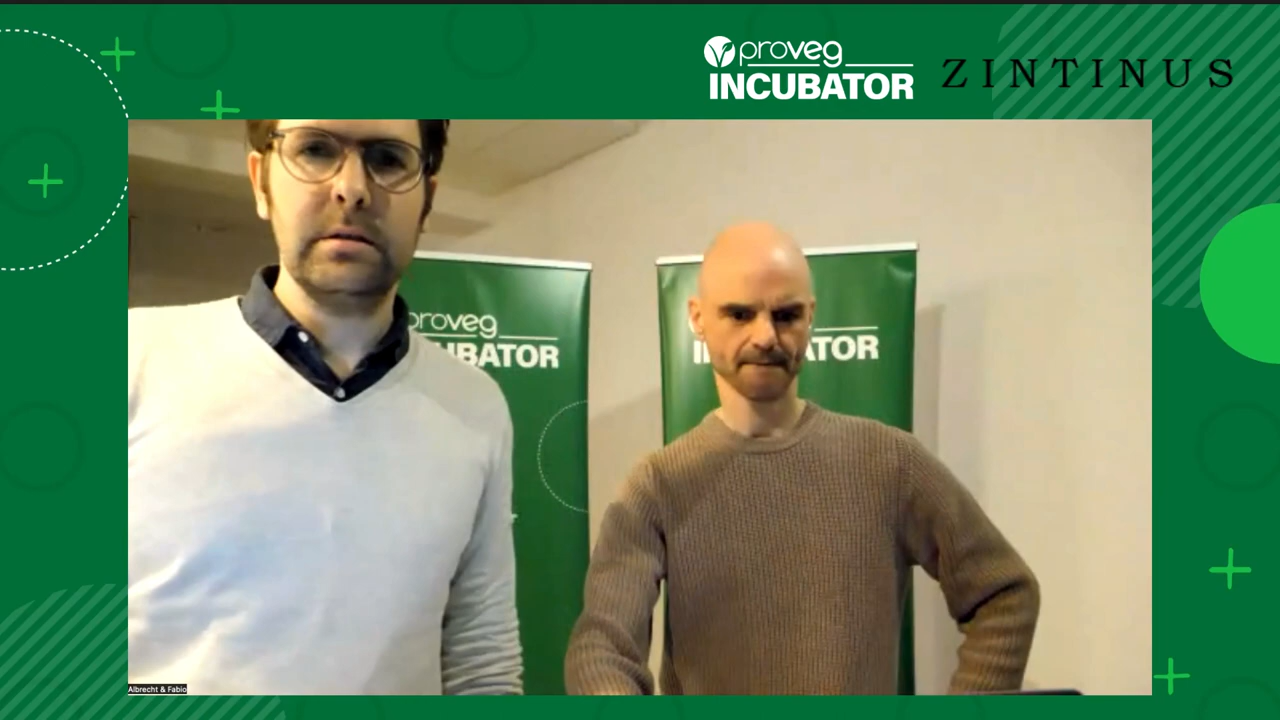 proveg
INCUBATOR
ZINTINUS
proveg
UBATOR
IN ATOR
Albrecht & Fabio